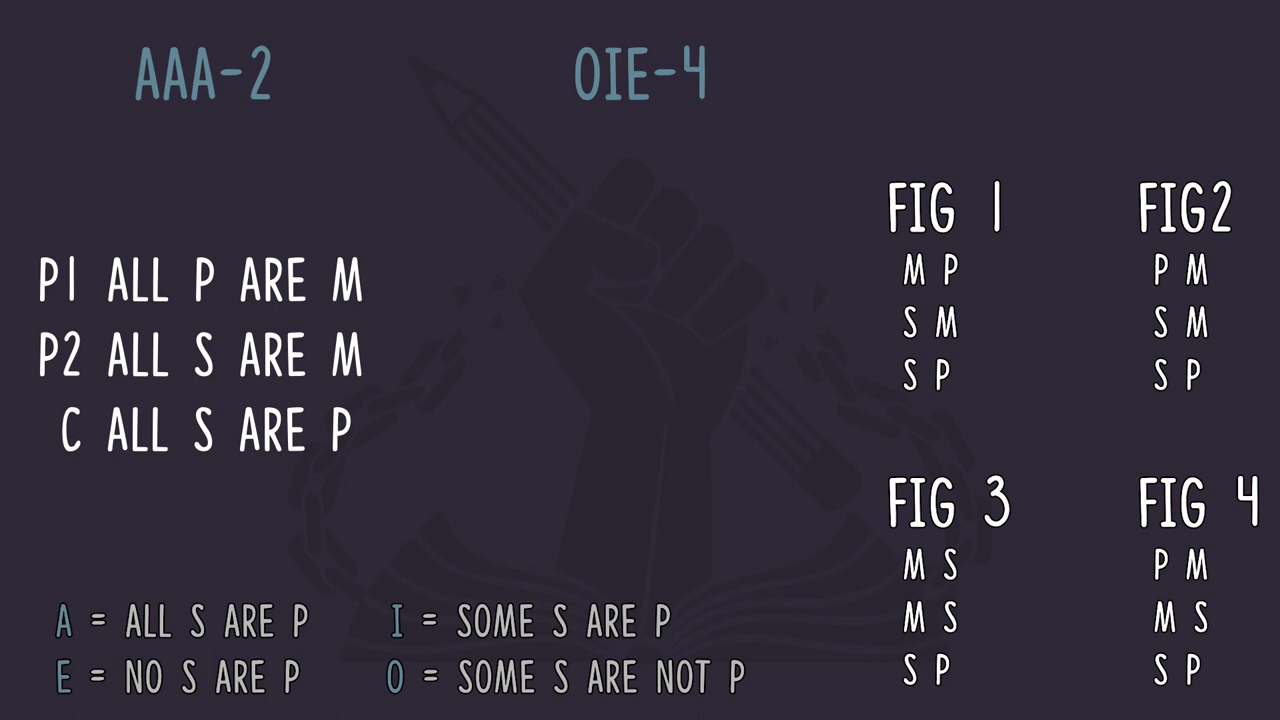 AAA-2
OIE-4
P1 ALL P ARE M
P2 ALL S ARE M
C ALL S ARE P
FIG 1
M P
S M
S P
FIG2
P M
S M
S P
FIG 3
M S
M S
S P
FIG 4
P M
M S
S P
A = ALL S ARE P
E = NO S ARE P
I = SOME S ARE P
O = SOME S ARE NOT P